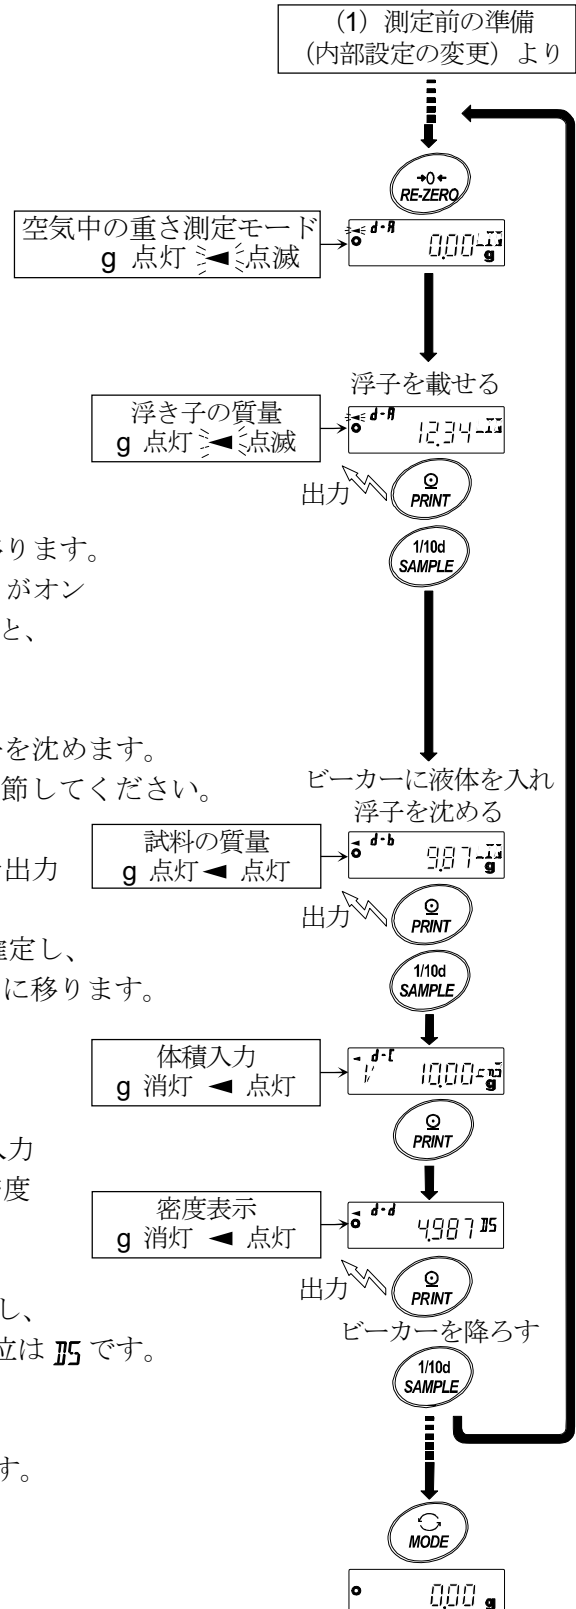 (1) 測定前の準備
(内部設定の変更) より
→0←
RE-ZERO
空気中の重さ測定モード
g 点灯 ◄ 点滅
d-A
0.00 g
浮子を載せる
浮き子の質量
g 点灯 ◄ 点滅
d-A
12.34
出力
PRINT
1/10d
SAMPLE
ります。
がオン
と、
を沈めます。
節してください。
ビーカーに液体を入れ
浮子を沈める
試料の質量
g 点灯 ◄ 点灯
d-b
9.87 g
出力
出力
PRINT
確定し、
1/10d
SAMPLE
に移ります。
体積入力
g 消灯 ◄ 点灯
d-C
10.00 g
PRINT
入力
密度
密度表示
g 消灯 ◄ 点灯
d-d
4.987 DS
出力
PRINT
し、
ビーカーを降ろす
位は DS です。
1/10d
SAMPLE
す。
MODE
0.00 g